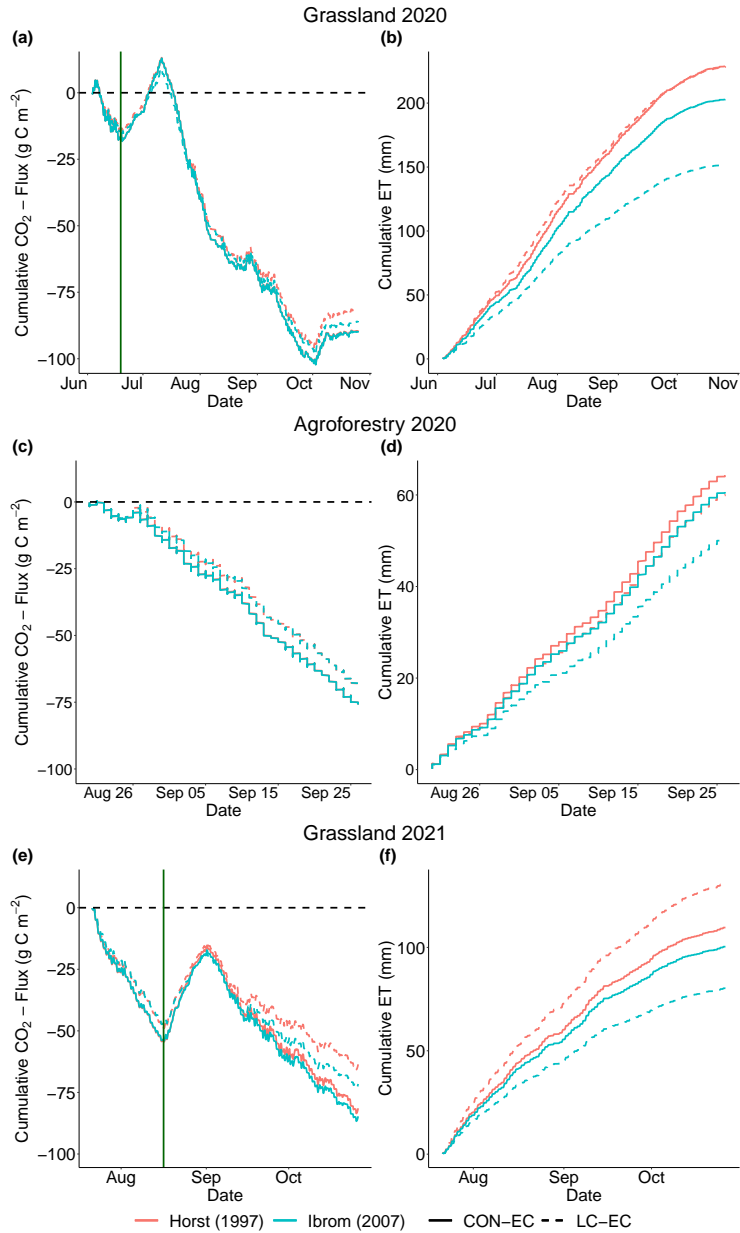 Grassland 2020
(a)
(b)
Cumulative CO₂ − Flux (g C m⁻²)
0
−25
−50
−75
−100
Jun
Jul
Aug
Sep
Oct
Nov
Date
Cumulative ET (mm)
200
150
100
50
0
Jun
Jul
Aug
Sep
Oct
Nov
Date
Agroforestry 2020
(c)
(d)
Cumulative CO₂ − Flux (g C m⁻²)
0
−25
−50
−75
−100
Aug 26
Sep 05
Sep 15
Sep 25
Date
Cumulative ET (mm)
60
40
20
0
Aug 26
Sep 05
Sep 15
Sep 25
Date
Grassland 2021
(e)
(f)
Cumulative CO₂ − Flux (g C m⁻²)
0
−25
−50
−75
−100
Aug
Sep
Oct
Date
Cumulative ET (mm)
100
50
0
Aug
Sep
Oct
Date
Horst (1997)
Ibrom (2007)
CON−EC
LC−EC